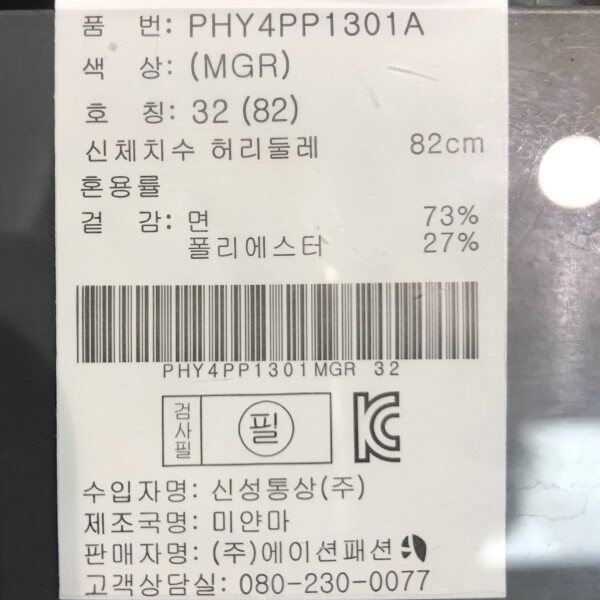 품 번: PHY4PP1301A
색 상: (MGR)
호 칭: 32 (82)
신체치수 허리둘레 82cm
혼용률
겉 감: 면 73%
폴리에스터 27%
PHY4PP1301MGR 32
검사필 필 KC
수입자명: 신성통상(주)
제조국명: 미얀마
판매자명: (주)에이션패션
고객상담실: 080-230-0077